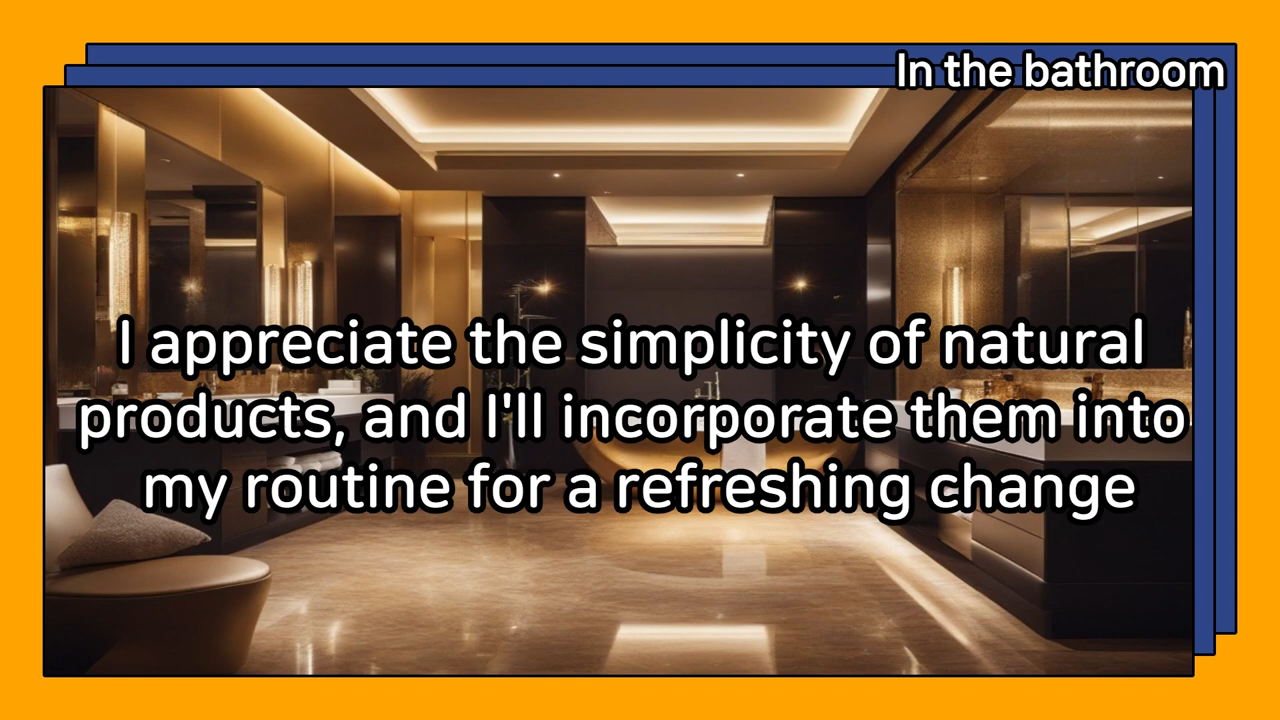 In the bathroom
I appreciate the simplicity of natural
products, and I'll incorporate them into
my routine for a refreshing change